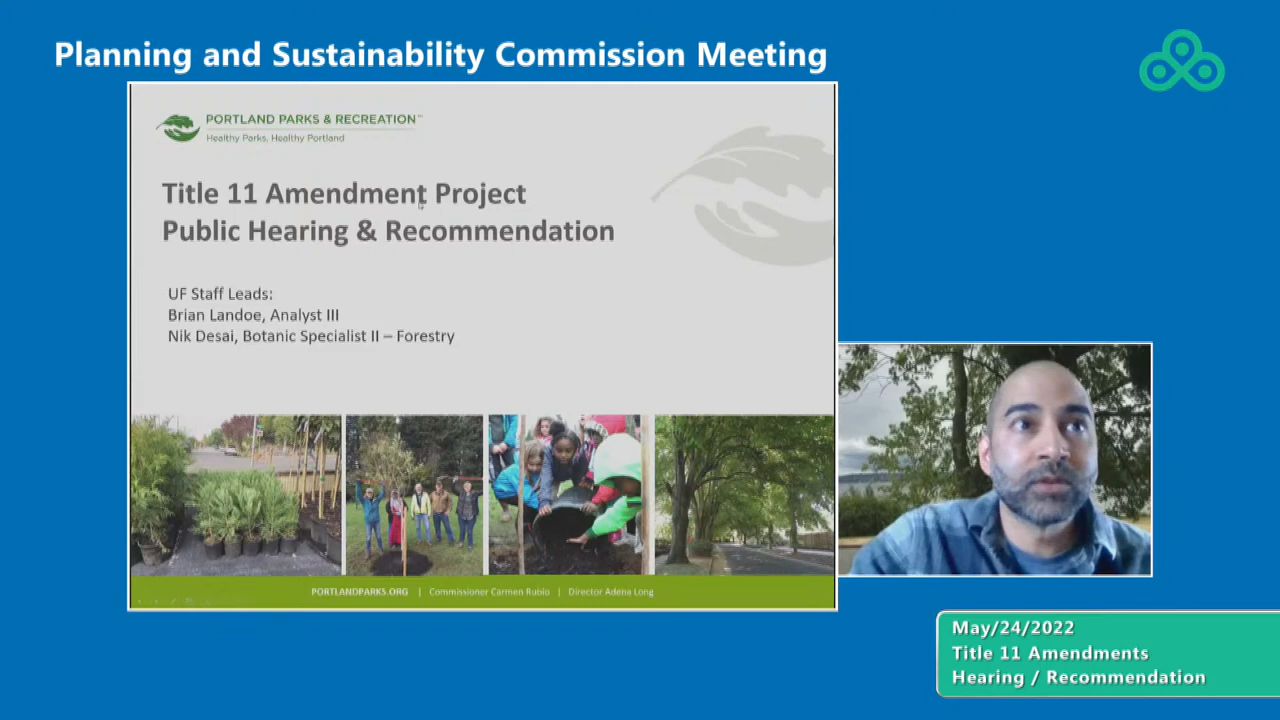 Planning and Sustainability Commission Meeting
PORTLAND PARKS & RECREATION™
Healthy Parks, Healthy Portland
Title 11 Amendment Project
Public Hearing & Recommendation
UF Staff Leads:
Brian Landoe, Analyst III
Nik Desai, Botanic Specialist II – Forestry
PORTLANDPARKS.ORG | Commissioner Carmen Rubio | Director Adena Long
May/24/2022
Title 11 Amendments
Hearing / Recommendation